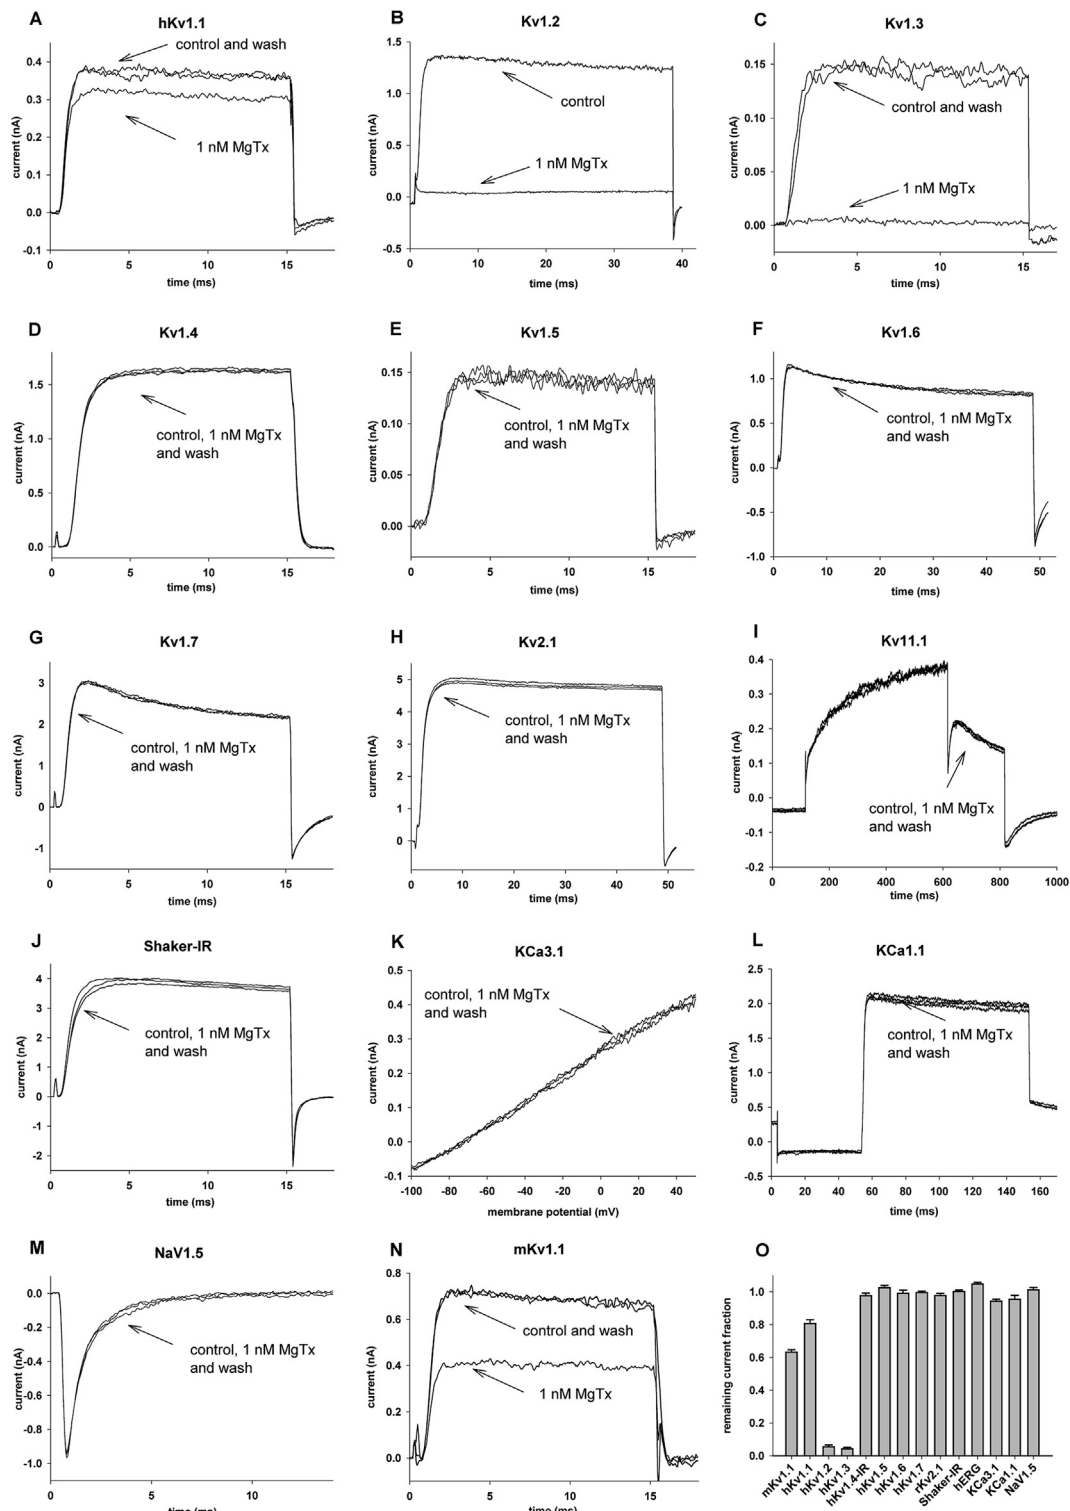 A
hKv1.1
control and wash
1 nM MgTx
current (nA)
0.4
0.3
0.2
0.1
0.0
-0.1
0 5 10 15
time (ms)
B
Kv1.2
control
1 nM MgTx
current (nA)
1.5
1.0
0.5
0.0
-0.5
0 10 20 30 40
time (ms)
C
Kv1.3
control and wash
1 nM MgTx
current (nA)
0.15
0.10
0.05
0.00
0 5 10 15
time (ms)
D
Kv1.4
control, 1 nM MgTx
and wash
current (nA)
1.5
1.0
0.5
0.0
0 5 10 15
time (ms)
E
Kv1.5
control, 1 nM MgTx
and wash
current (nA)
0.15
0.10
0.05
0.00
0 5 10 15
time (ms)
F
Kv1.6
control, 1 nM MgTx
and wash
current (nA)
1.0
0.5
0.0
-0.5
-1.0
0 10 20 30 40 50
time (ms)
G
Kv1.7
control, 1 nM MgTx
and wash
current (nA)
3
2
1
0
-1
0 5 10 15
time (ms)
H
Kv2.1
control, 1 nM MgTx
and wash
current (nA)
5
4
3
2
1
0
0 10 20 30 40 50
time (ms)
I
Kv11.1
control, 1 nM MgTx
and wash
current (nA)
0.4
0.3
0.2
0.1
0.0
-0.1
-0.2
0 200 400 600 800 1000
time (ms)
J
Shaker-IR
control, 1 nM MgTx
and wash
current (nA)
4
3
2
1
0
-1
-2
0 5 10 15
time (ms)
K
KCa3.1
control, 1 nM MgTx
and wash
current (nA)
0.5
0.4
0.3
0.2
0.1
0.0
-0.1
-100 -80 -60 -40 -20 0 20 40
membrane potential (mV)
L
KCa1.1
control, 1 nM MgTx
and wash
current (nA)
2.5
2.0
1.5
1.0
0.5
0.0
-0.5
0 20 40 60 80 100 120 140 160
time (ms)
M
NaV1.5
control, 1 nM MgTx
and wash
current (nA)
0.0
-0.2
-0.4
-0.6
-0.8
-1.0
0 5 10 15
time (ms)
N
mKv1.1
control and wash
1 nM MgTx
current (nA)
0.8
0.6
0.4
0.2
0.0
0 5 10 15
time (ms)
O
remaining current fraction
1.0
0.8
0.6
0.4
0.2
0.0
mKv1.1
hKv1.1
hKv1.2
hKv1.3
hKv1.4-IR
hKv1.5
hKv1.6
hKv1.7
rKv2.1
Shaker-IR
hERG
KCa3.1
KCa1.1
NaV1.5